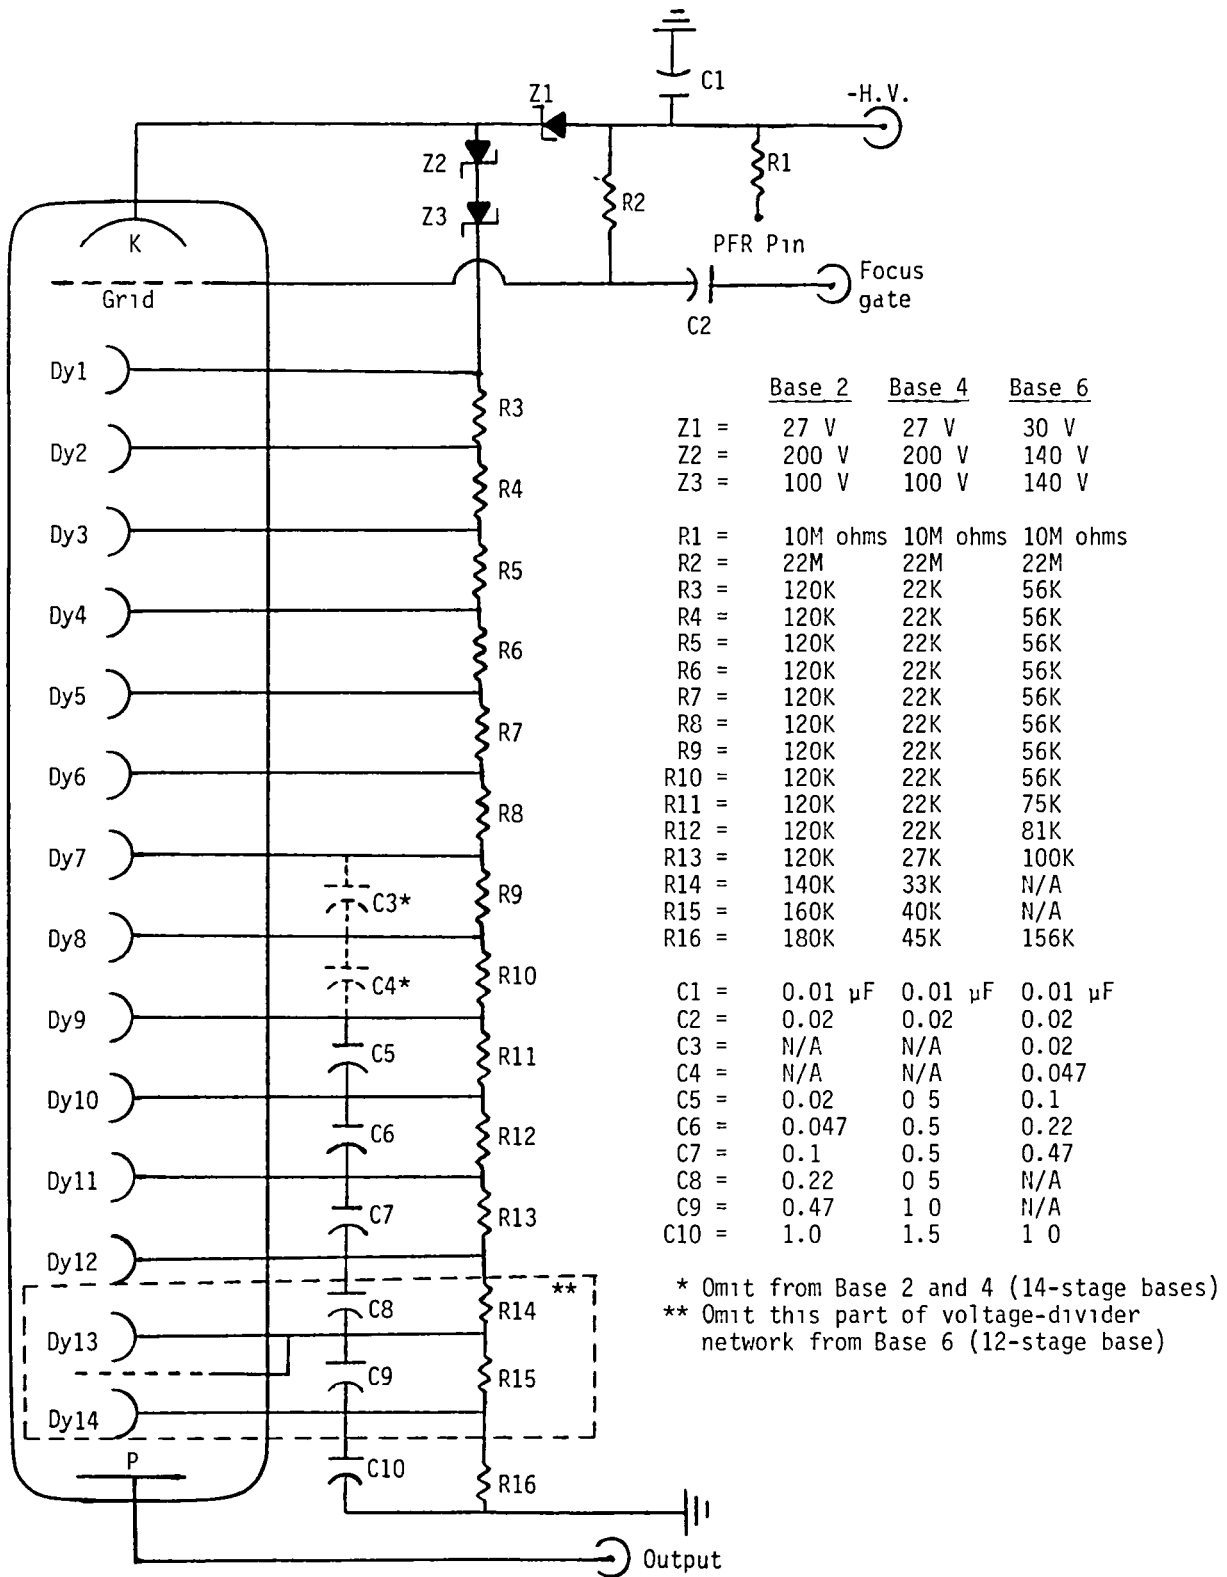 C1
Z1
-H.V.
Z2
R1
R2
Z3
K
PFR Pin
Grid
Focus
gate
C2
Dy1
R3
Dy2
R4
Dy3
R5
Dy4
R6
Dy5
R7
Dy6
R8
Dy7
C3*
R9
Dy8
C4*
R10
Dy9
C5
R11
Dy10
C6
R12
Dy11
C7
R13
Dy12
**
C8
R14
Dy13
C9
R15
Dy14
P
C10
R16
Output
Base 2 Base 4 Base 6
Z1 = 27 V 27 V 30 V
Z2 = 200 V 200 V 140 V
Z3 = 100 V 100 V 140 V
R1 = 10M ohms 10M ohms 10M ohms
R2 = 22M 22M 22M
R3 = 120K 22K 56K
R4 = 120K 22K 56K
R5 = 120K 22K 56K
R6 = 120K 22K 56K
R7 = 120K 22K 56K
R8 = 120K 22K 56K
R9 = 120K 22K 56K
R10 = 120K 22K 56K
R11 = 120K 22K 75K
R12 = 120K 22K 81K
R13 = 120K 27K 100K
R14 = 140K 33K N/A
R15 = 160K 40K N/A
R16 = 180K 45K 156K
C1 = 0.01 µF 0.01 µF 0.01 µF
C2 = 0.02 0.02 0.02
C3 = N/A N/A 0.02
C4 = N/A N/A 0.047
C5 = 0.02 0 5 0.1
C6 = 0.047 0.5 0.22
C7 = 0.1 0.5 0.47
C8 = 0.22 0 5 N/A
C9 = 0.47 1 0 N/A
C10 = 1.0 1.5 1 0
* Omit from Base 2 and 4 (14-stage bases)
** Omit this part of voltage-divider
network from Base 6 (12-stage base)